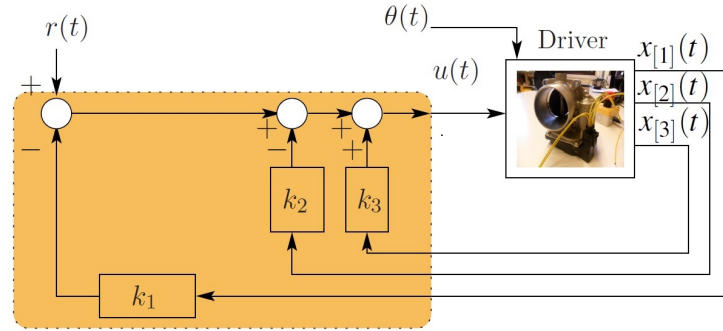 r(t)
θ(t)
Driver
x[1](t)
u(t)
x[2](t)
x[3](t)
+
−
+
−
+
+
k2
k3
k1